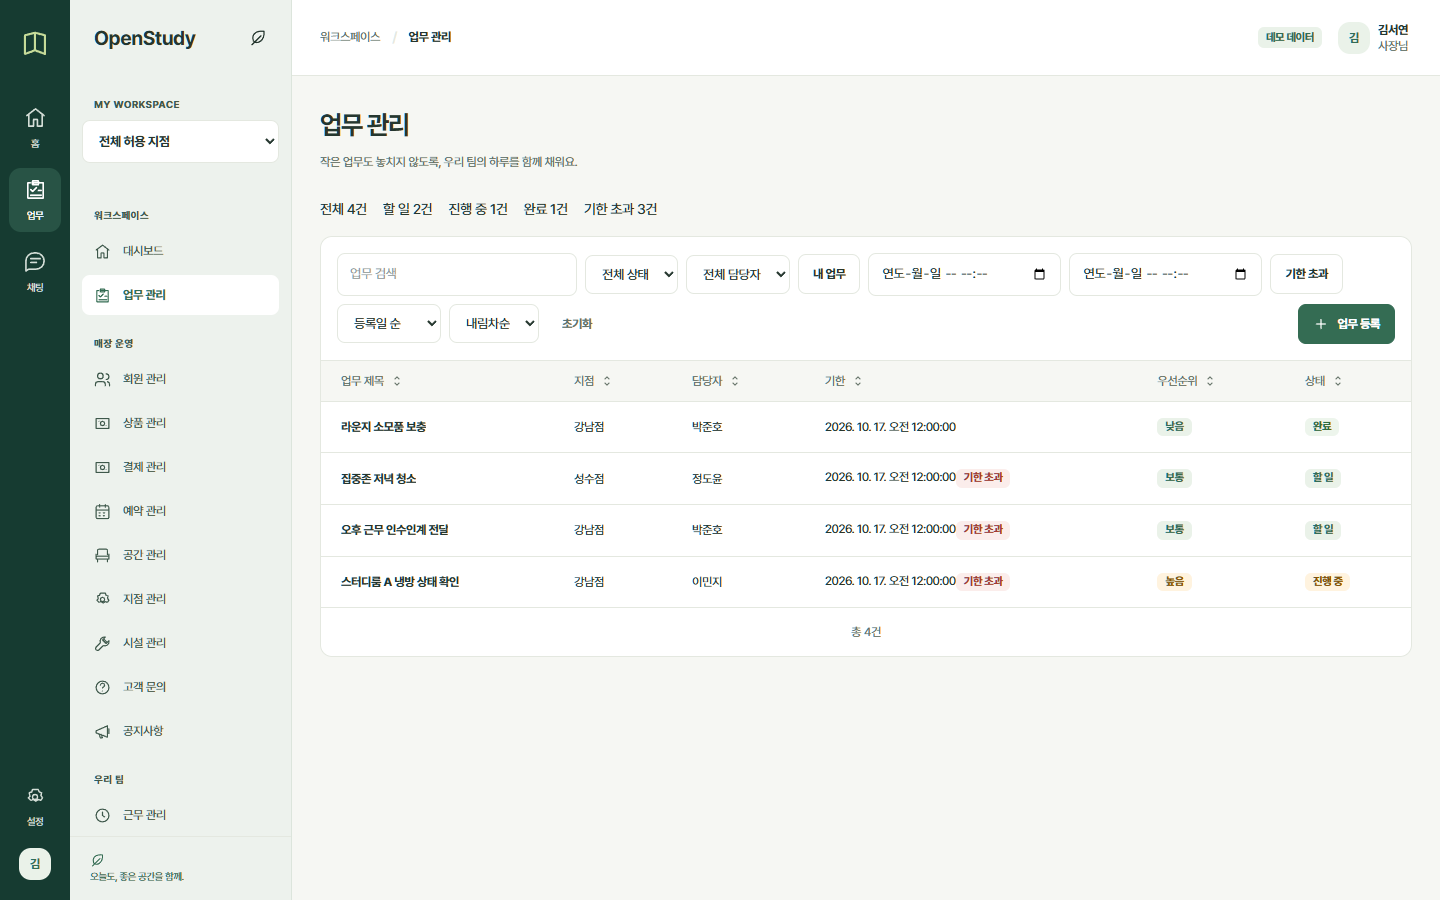 홈
업무
채팅
설정
김
OpenStudy
MY WORKSPACE
전체 허용 지점
워크스페이스
대시보드
업무 관리
매장 운영
회원 관리
상품 관리
결제 관리
예약 관리
공간 관리
지점 관리
시설 관리
고객 문의
공지사항
우리 팀
근무 관리
오늘도, 좋은 공간을 함께.
워크스페이스 / 업무 관리
데모 데이터
김
김서연
사장님
업무 관리
작은 업무도 놓치지 않도록, 우리 팀의 하루를 함께 채워요.
전체 4건 할 일 2건 진행 중 1건 완료 1건 기한 초과 3건
업무 검색 전체 상태 전체 담당자 내 업무 연도-월-일 -- --:-- 연도-월-일 -- --:-- 기한 초과
등록일 순 내림차순 초기화 + 업무 등록
업무 제목 지점 담당자 기한 우선순위 상태
라운지 소모품 보충 강남점 박준호 2026. 10. 17. 오전 12:00:00 낮음 완료
집중존 저녁 청소 성수점 정도윤 2026. 10. 17. 오전 12:00:00 기한 초과 보통 할 일
오후 근무 인수인계 전달 강남점 박준호 2026. 10. 17. 오전 12:00:00 기한 초과 보통 할 일
스터디룸 A 냉방 상태 확인 강남점 이민지 2026. 10. 17. 오전 12:00:00 기한 초과 높음 진행 중
총 4건